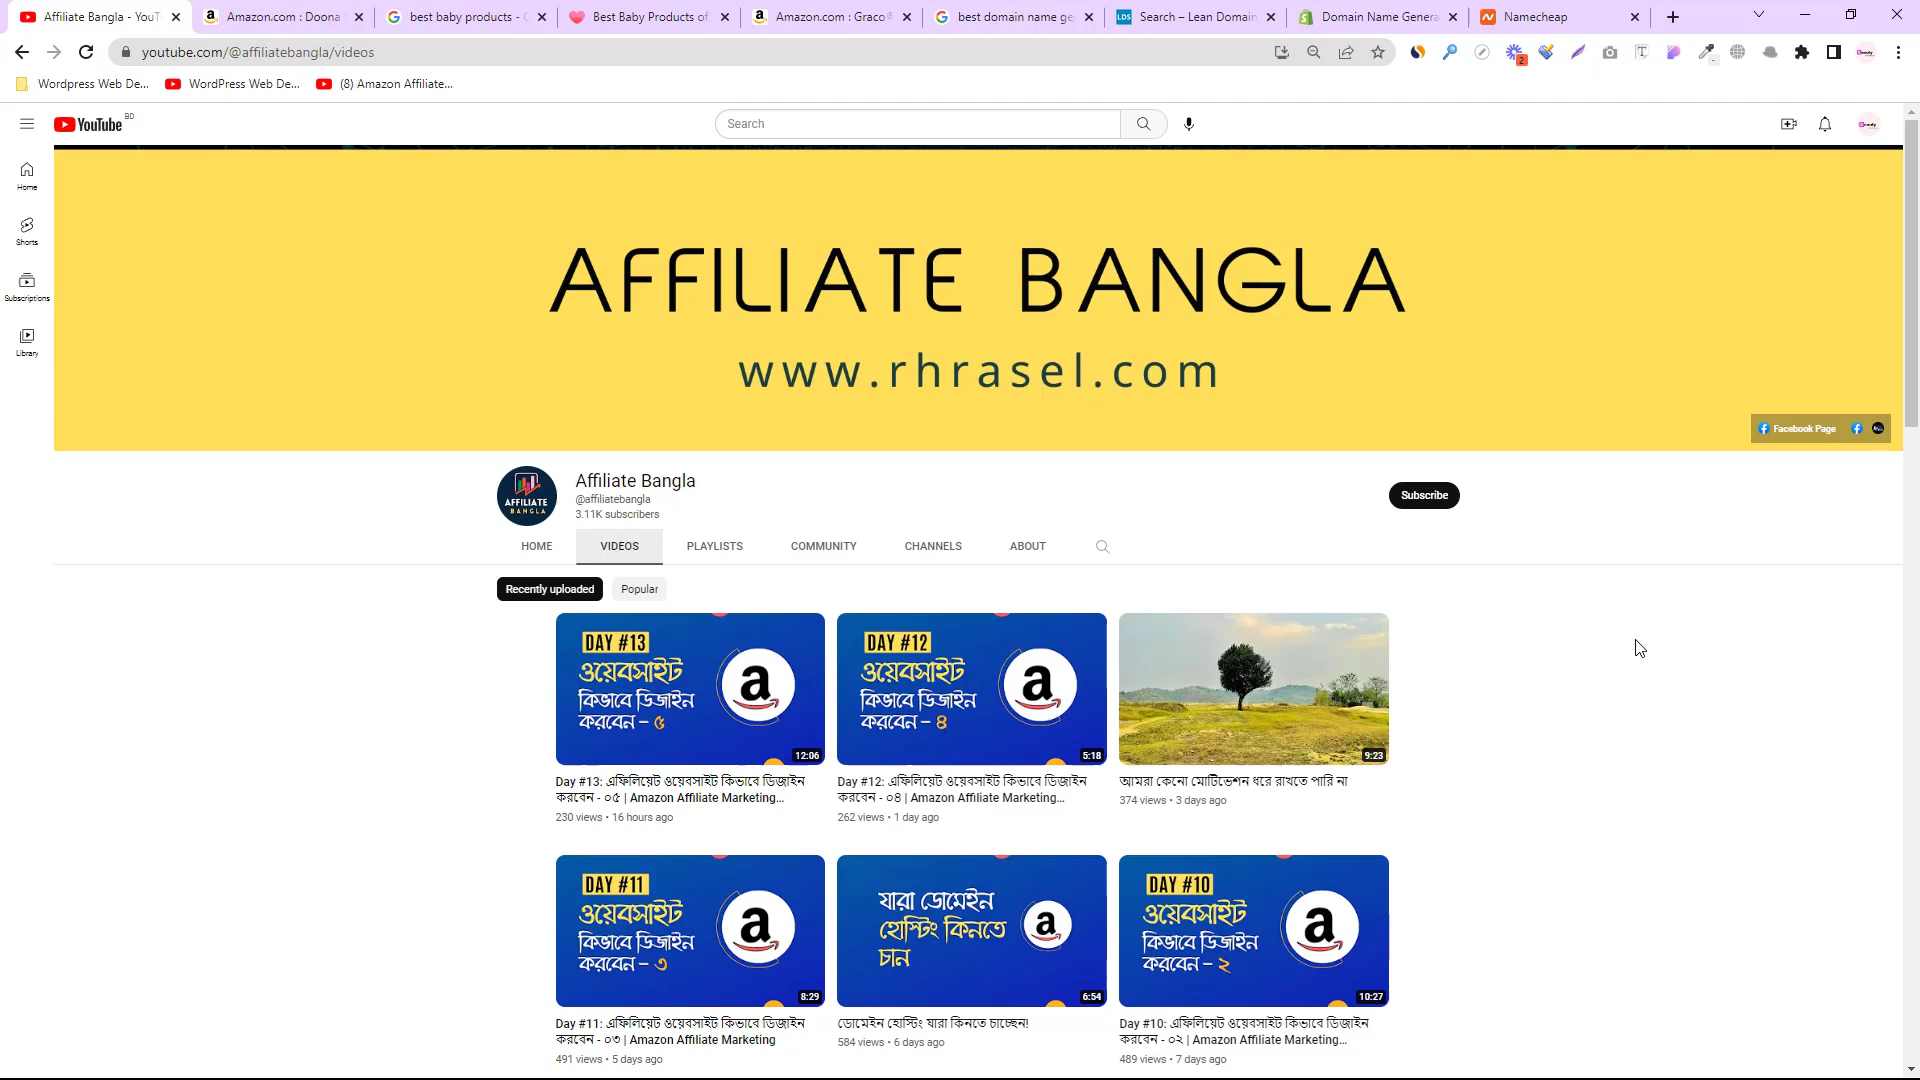 Affiliate Bangla - YouT
Amazon.com : Doona
best baby products -
Best Baby Products of
Amazon.com : Graco®
best domain name ge
Search – Lean Domain
Domain Name Genera
Namecheap
youtube.com/@affiliatebangla/videos
2
Wordpress Web De...
WordPress Web De...
(8) Amazon Affiliate...
YouTube BD
Search
Home
Shorts
Subscriptions
Library
AFFILIATE BANGLA
www.rhrasel.com
Facebook Page
AFFILIATE
BANGLA
Affiliate Bangla
@affiliatebangla
3.11K subscribers
Subscribe
HOME VIDEOS PLAYLISTS COMMUNITY CHANNELS ABOUT
Recently uploaded Popular
DAY #13
ওয়েবসাইট
কিভাবে ডিজাইন
করবেন – ৫
12:06
DAY #12
ওয়েবসাইট
কিভাবে ডিজাইন
করবেন – ৪
5:18
9:23
Day #13: এফিলিয়েট ওয়েবসাইট কিভাবে ডিজাইন
করবেন - ০৫ | Amazon Affiliate Marketing...
230 views • 16 hours ago
Day #12: এফিলিয়েট ওয়েবসাইট কিভাবে ডিজাইন
করবেন - ০৪ | Amazon Affiliate Marketing...
262 views • 1 day ago
আমরা কেনো মোটিভেশন ধরে রাখতে পারি না
374 views • 3 days ago
DAY #11
ওয়েবসাইট
কিভাবে ডিজাইন
করবেন – ৩
8:29
যারা ডোমেইন
হোস্টিং কিনতে
চান
6:54
DAY #10
ওয়েবসাইট
কিভাবে ডিজাইন
করবেন – ২
10:27
Day #11: এফিলিয়েট ওয়েবসাইট কিভাবে ডিজাইন
করবেন - ০৩ | Amazon Affiliate Marketing
491 views • 5 days ago
ডোমেইন হোস্টিং যারা কিনতে চাচ্ছেন!
584 views • 6 days ago
Day #10: এফিলিয়েট ওয়েবসাইট কিভাবে ডিজাইন
করবেন - ০২ | Amazon Affiliate Marketing...
489 views • 7 days ago